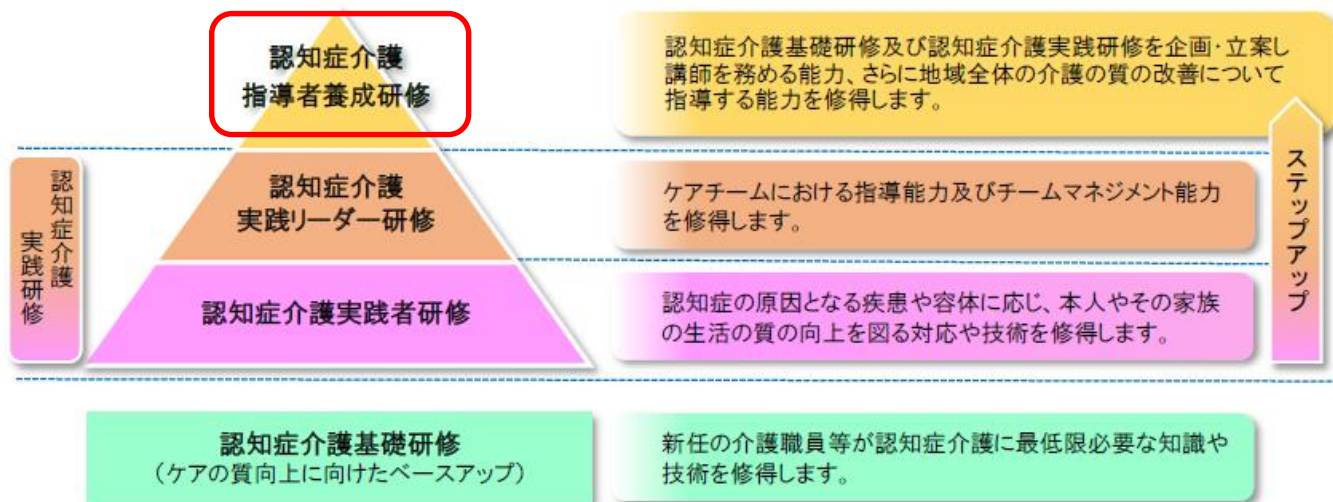 認知症介護
指導者養成研修
認知症介護基礎研修及び認知症介護実践研修を企画・立案し
講師を務める能力、さらに地域全体の介護の質の改善について
指導する能力を修得します。
認知症介護
実践研修
認知症介護
実践リーダー研修
ケアチームにおける指導能力及びチームマネジメント能力
を修得します。
ステップアップ
認知症介護実践者研修
認知症の原因となる疾患や容体に応じ、本人やその家族
の生活の質の向上を図る対応や技術を修得します。
認知症介護基礎研修
（ケアの質向上に向けたベースアップ）
新任の介護職員等が認知症介護に最低限必要な知識や
技術を修得します。